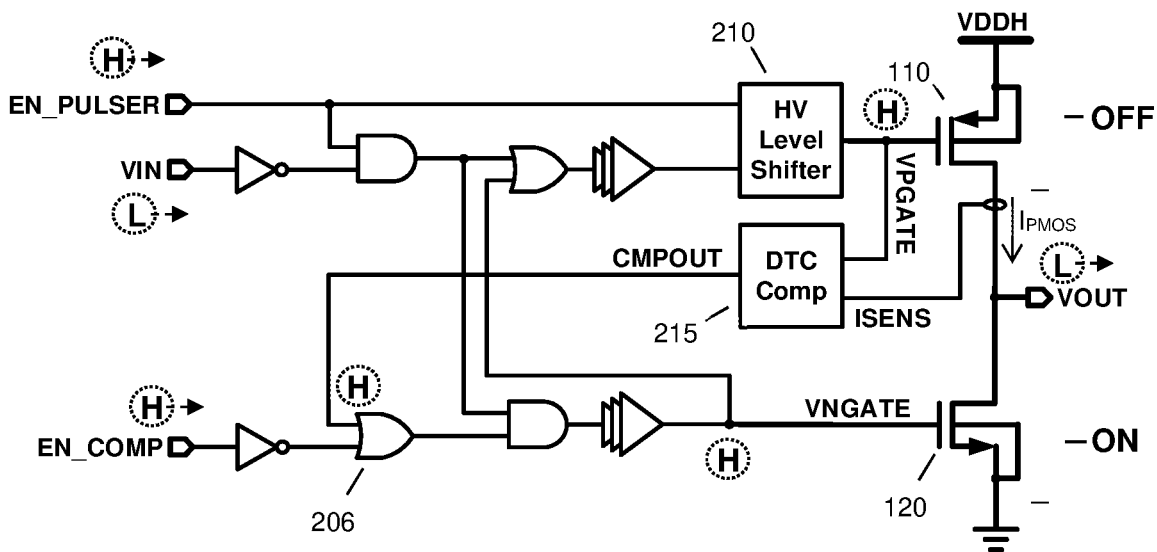 210
VDDH
H
EN_PULSER
110
HV
Level
Shifter
H
– OFF
VIN
L
VPGATE
CMPOUT
DTC
Comp
IPMOS
L
VOUT
ISENS
215
H
H
EN_COMP
VNGATE
– ON
H
206
120